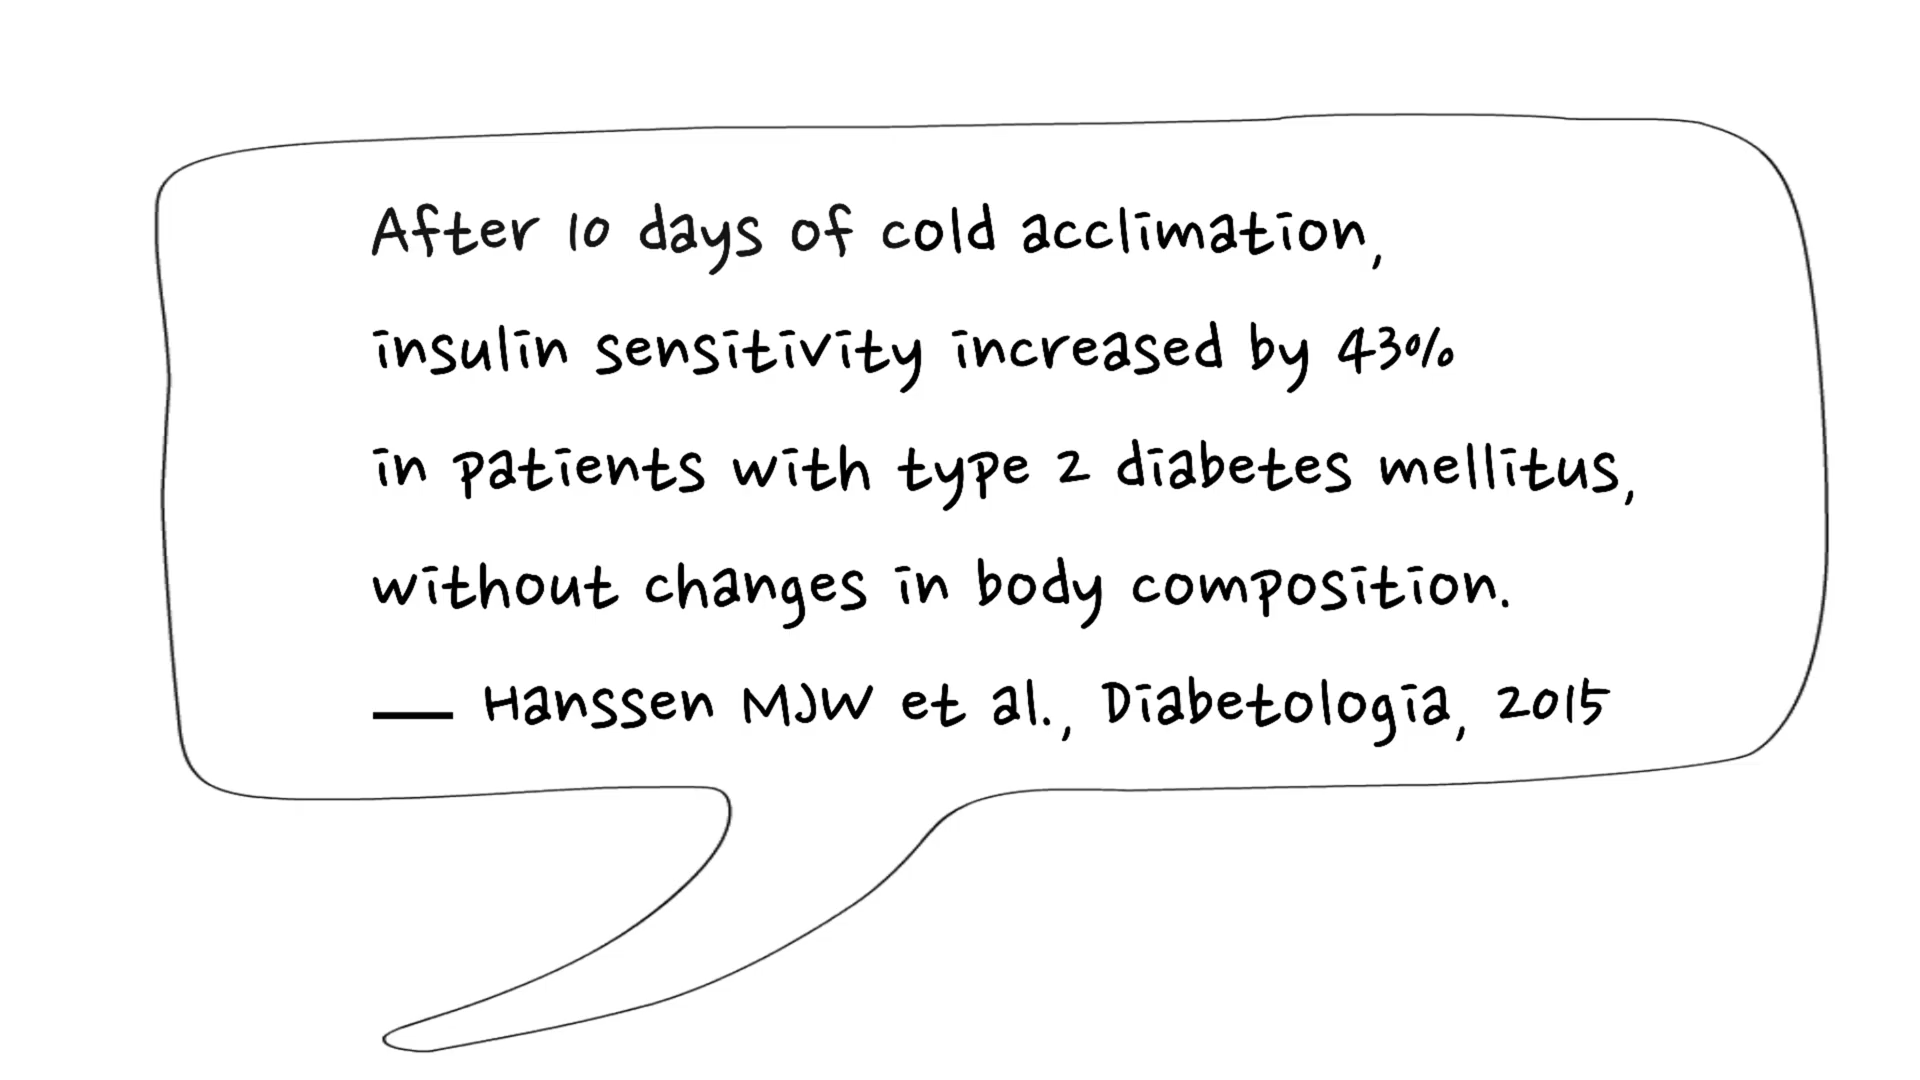 After 10 days of cold acclimation,
insulin sensitivity increased by 43%
in patients with type 2 diabetes mellitus,
without changes in body composition.
— Hanssen MJW et al., Diabetologia, 2015